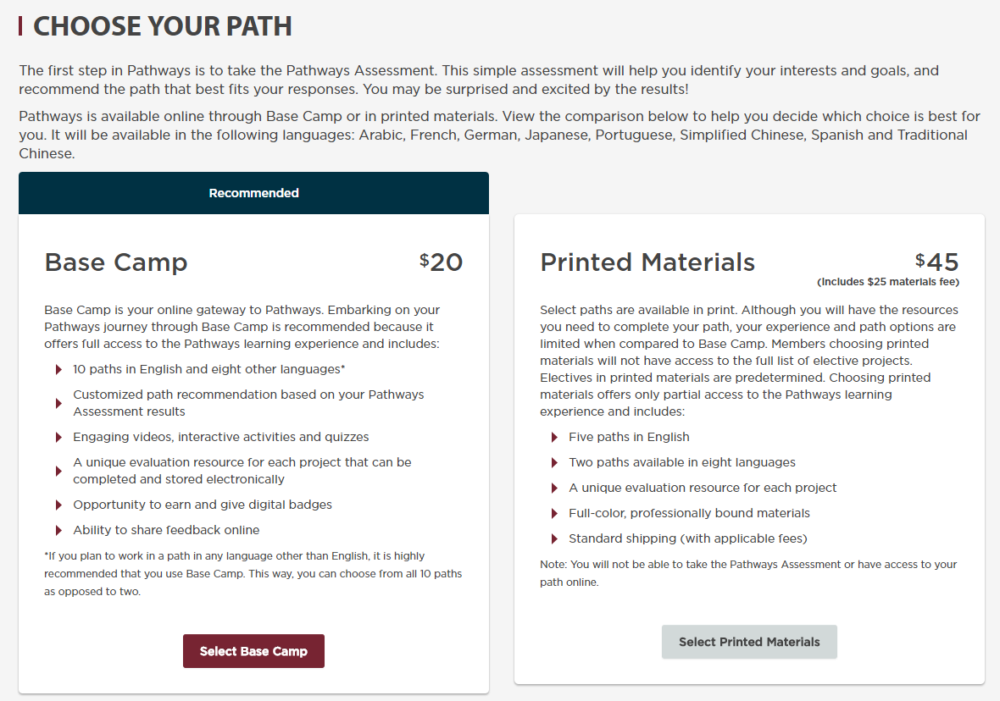 CHOOSE YOUR PATH
The first step in Pathways is to take the Pathways Assessment. This simple assessment will help you identify your interests and goals, and
recommend the path that best fits your responses. You may be surprised and excited by the results!
Pathways is available online through Base Camp or in printed materials. View the comparison below to help you decide which choice is best for
you. It will be available in the following languages: Arabic, French, German, Japanese, Portuguese, Simplified Chinese, Spanish and Traditional
Chinese.
Recommended
Base Camp $20
Base Camp is your online gateway to Pathways. Embarking on your
Pathways journey through Base Camp is recommended because it
offers full access to the Pathways learning experience and includes:
10 paths in English and eight other languages*
Customized path recommendation based on your Pathways
Assessment results
Engaging videos, interactive activities and quizzes
A unique evaluation resource for each project that can be
completed and stored electronically
Opportunity to earn and give digital badges
Ability to share feedback online
*If you plan to work in a path in any language other than English, it is highly
recommended that you use Base Camp. This way, you can choose from all 10 paths
as opposed to two.
Select Base Camp
Printed Materials $45
(Includes $25 materials fee)
Select paths are available in print. Although you will have the resources
you need to complete your path, your experience and path options are
limited when compared to Base Camp. Members choosing printed
materials will not have access to the full list of elective projects.
Electives in printed materials are predetermined. Choosing printed
materials offers only partial access to the Pathways learning
experience and includes:
Five paths in English
Two paths available in eight languages
A unique evaluation resource for each project
Full-color, professionally bound materials
Standard shipping (with applicable fees)
Note: You will not be able to take the Pathways Assessment or have access to your
path online.
Select Printed Materials